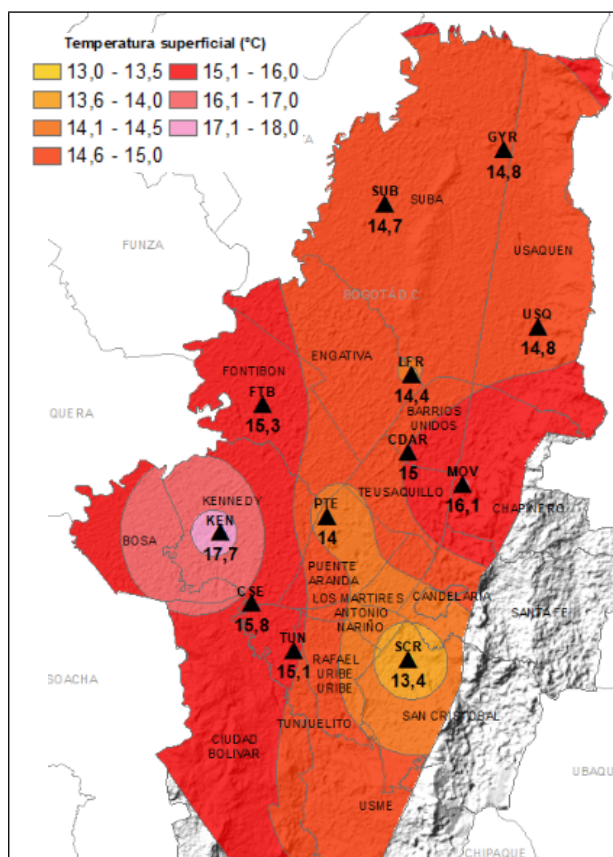 Temperatura superficial (°C)
13,0 - 13,5
13,6 - 14,0
14,1 - 14,5
14,6 - 15,0
15,1 - 16,0
16,1 - 17,0
17,1 - 18,0
GYR
14,8
SUB
SUBA
14,7
FUNZA
USAQUEN
BOGOTA D.C
USQ
14,8
ENGATIVA
LFR
14,4
FONTIBON
FTB
15,3
QUERA
BARRIOS
UNIDOS
CDAR
15
MOV
16,1
TEUSAQUILLO
CHAPINERO
KENNEDY
KEN
17,7
BOSA
PTE
14
PUENTE
ARANDA
CSE
15,8
LOS MARTIRES
ANTONIO
NARIÑO
CANDELARIA
SANTA FE
TUN
15,1
RAFAEL
URIBE
URIBE
SCR
13,4
SOACHA
SAN CRISTOBAL
TUNJUELITO
CIUDAD
BOLIVAR
UBAQU
USME
CHIPAQUE